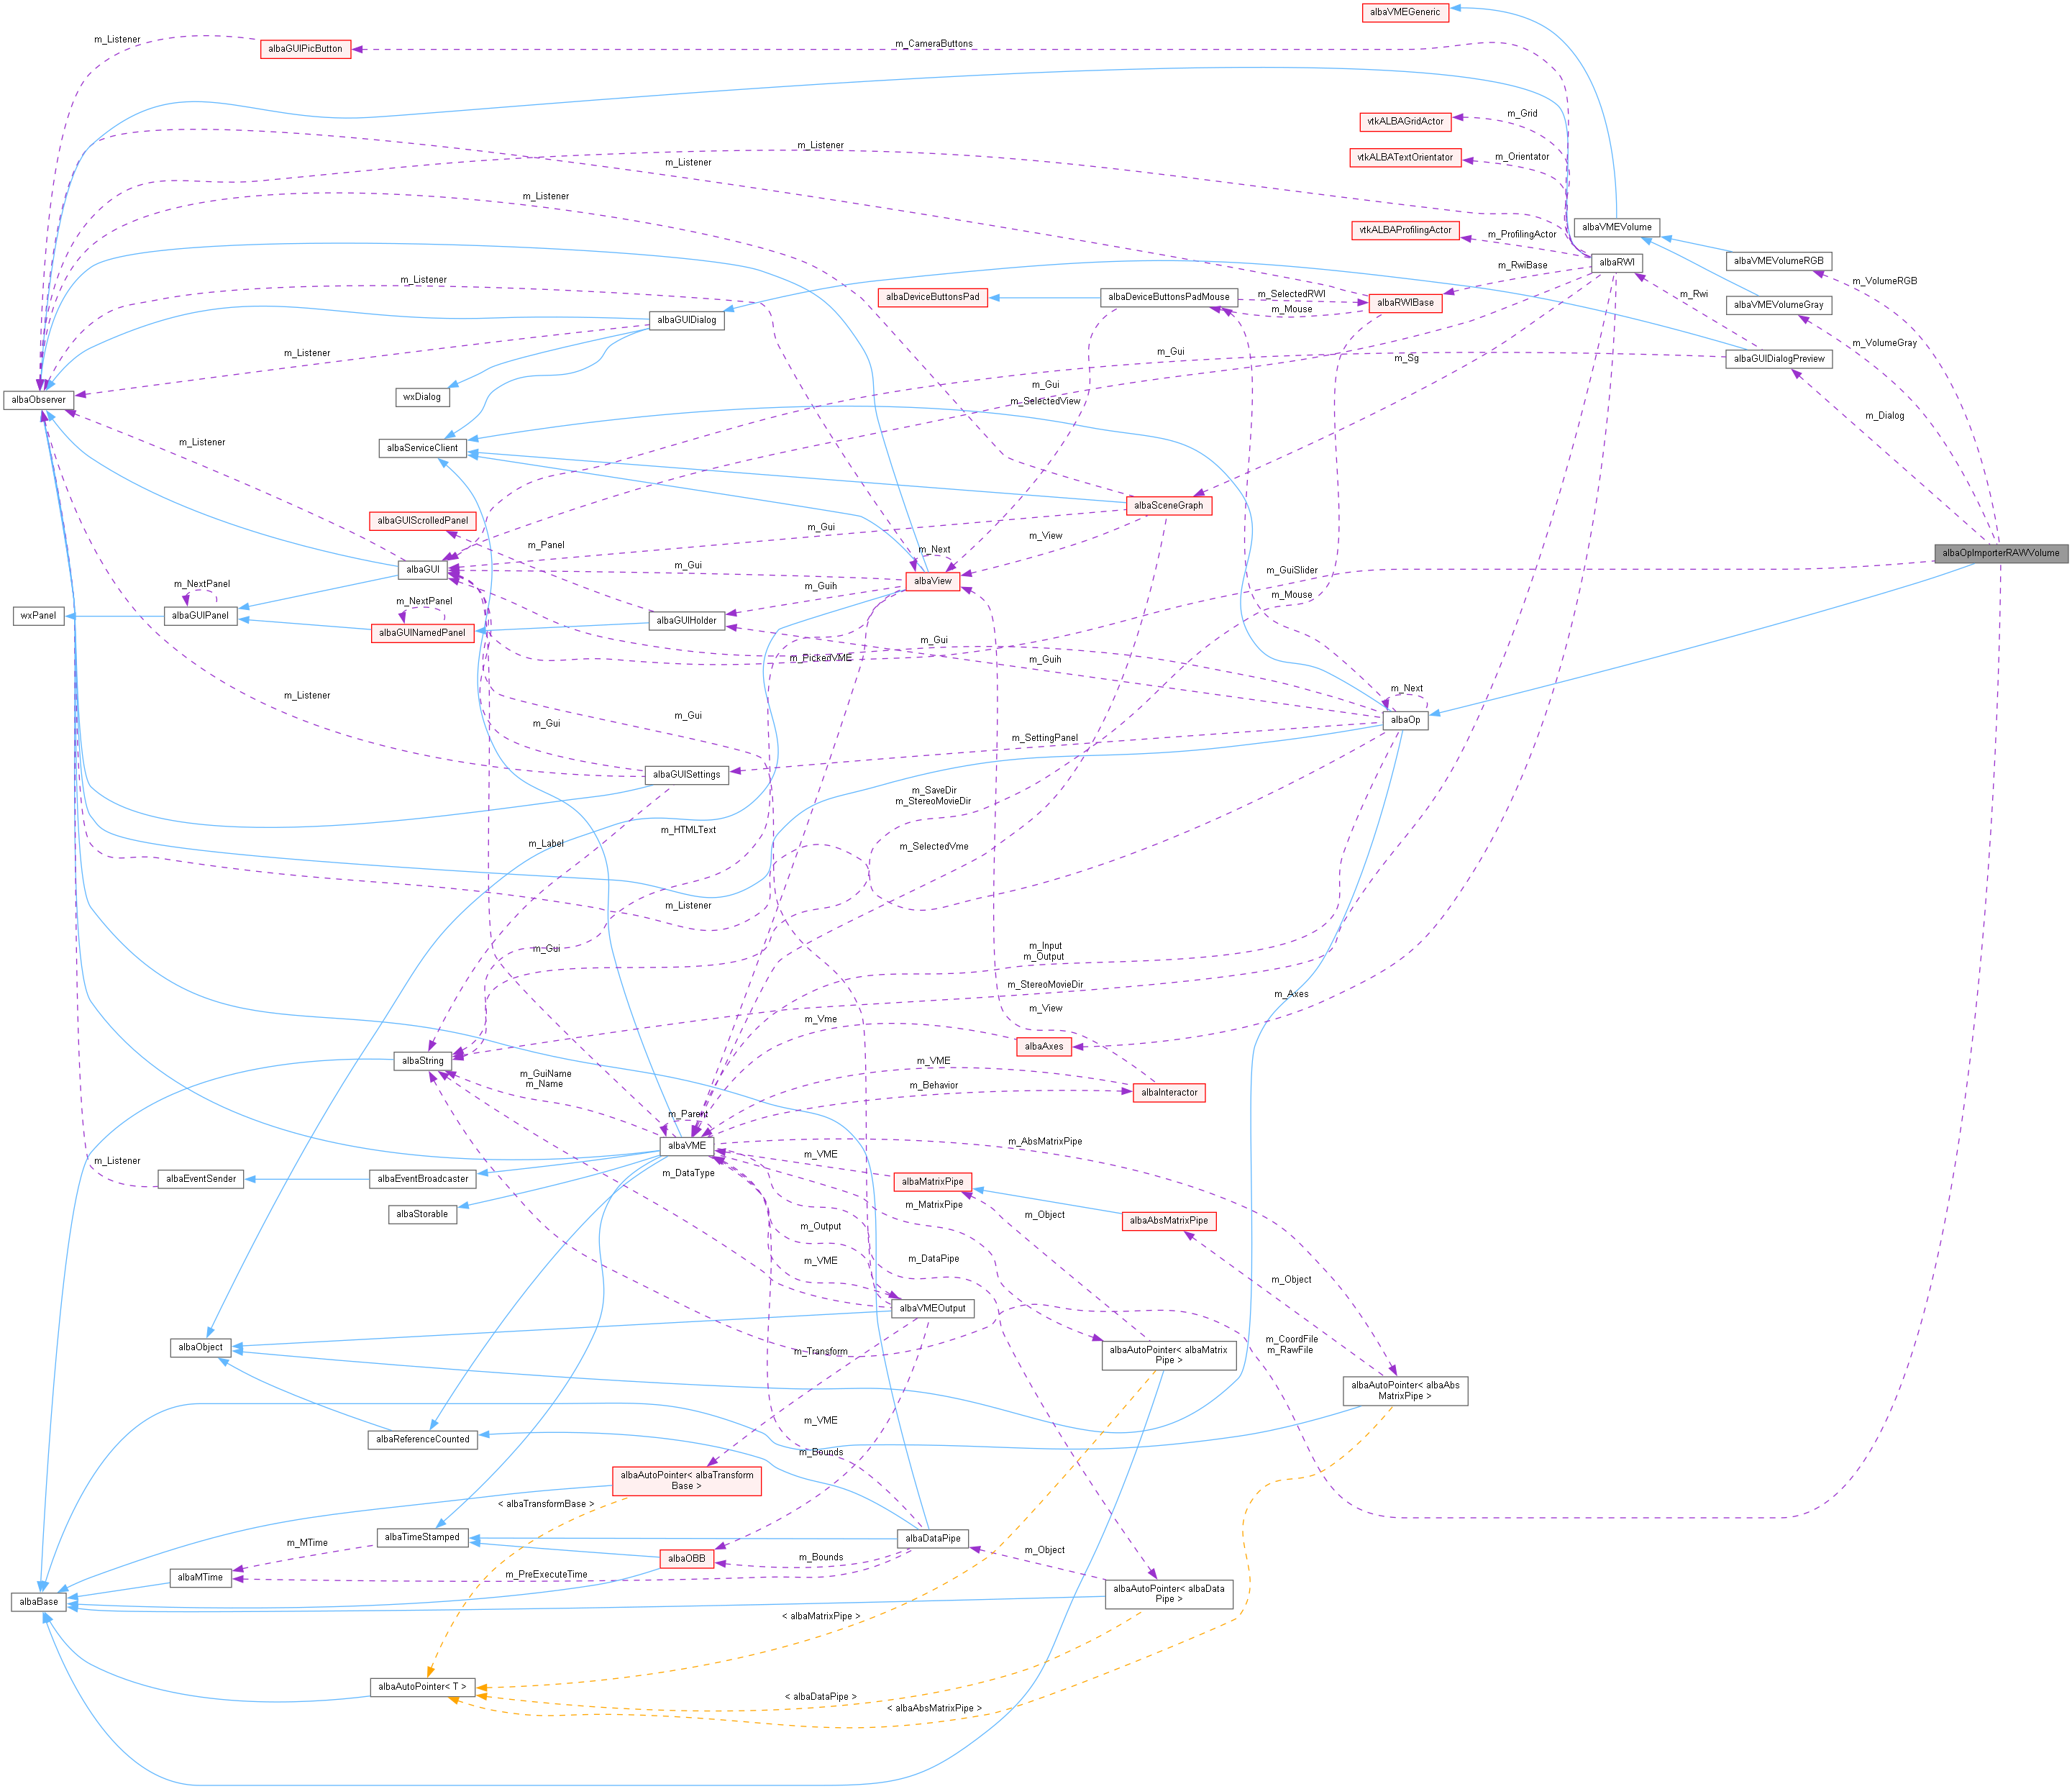 albaVMEGeneric
m_Listener
albaGUIPicButton
m_CameraButtons
m_Grid
vtkALBAGridActor
m_Listener
m_Orientator
vtkALBATextOrientator
m_Listener
m_Listener
albaVMEVolume
vtkALBAProfilingActor
m_ProfilingActor
albaRWI
albaVMEVolumeRGB
m_VolumeRGB
m_RwiBase
m_Listener
albaDeviceButtonsPad
albaDeviceButtonsPadMouse
m_SelectedRWI
albaRWIBase
m_Rwi
albaVMEVolumeGray
m_Mouse
albaGUIDialog
m_VolumeGray
m_Listener
m_Gui
m_Sg
albaGUIDialogPreview
m_Gui
wxDialog
albaObserver
m_SelectedView
m_Dialog
m_Listener
albaServiceClient
albaSceneGraph
albaGUIScrolledPanel
m_Gui
m_View
m_Panel
m_Next
albaOpImporterRAWVolume
m_NextPanel
albaGUI
m_Gui
albaView
m_GuiSlider
m_Guih
m_Mouse
wxPanel
albaGUIPanel
m_NextPanel
albaGUINamedPanel
albaGUIHolder
m_Gui
m_PickedVME
m_Guih
m_Listener
m_Next
m_Gui
m_Gui
albaOp
m_SettingPanel
albaGUISettings
m_SaveDir
m_StereoMovieDir
m_HTMLText
m_Label
m_SelectedVme
m_Listener
m_Gui
m_Input
m_Output
m_StereoMovieDir
m_Axes
m_View
m_Vme
albaAxes
albaString
m_VME
m_GuiName
m_Name
m_Behavior
albaInteractor
m_Parent
albaVME
m_AbsMatrixPipe
m_Listener
m_VME
albaEventSender
albaEventBroadcaster
m_DataType
albaMatrixPipe
m_MatrixPipe
albaStorable
m_Object
albaAbsMatrixPipe
m_Output
m_VME
m_DataPipe
m_Object
albaVMEOutput
albaObject
m_Transform
m_CoordFile
m_RawFile
albaAutoPointer< albaMatrix
Pipe >
albaAutoPointer< albaAbs
MatrixPipe >
m_VME
albaReferenceCounted
m_Bounds
albaAutoPointer< albaTransform
Base >
< albaTransformBase >
albaTimeStamped
albaDataPipe
m_MTime
albaOBB
m_Bounds
m_Object
m_PreExecuteTime
albaMTime
albaAutoPointer< albaData
Pipe >
albaBase
< albaMatrixPipe >
albaAutoPointer< T >
< albaDataPipe >
< albaAbsMatrixPipe >